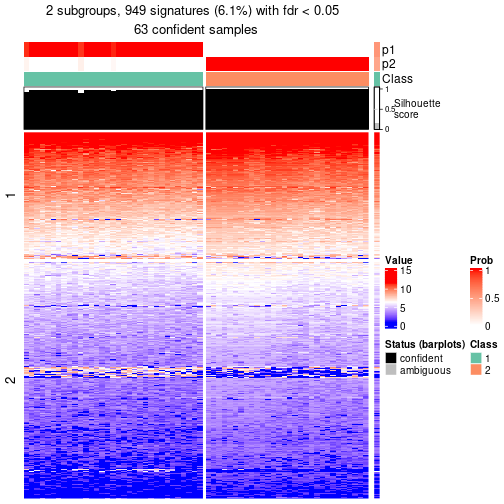 2 subgroups, 949 signatures (6.1%) with fdr < 0.05
63 confident samples
p1
p2
Class
1
0.5
0
Silhouette
score
1
2
Value
15
10
5
0
Prob
1
0.5
0
Status (barplots)
confident
ambiguous
Class
1
2